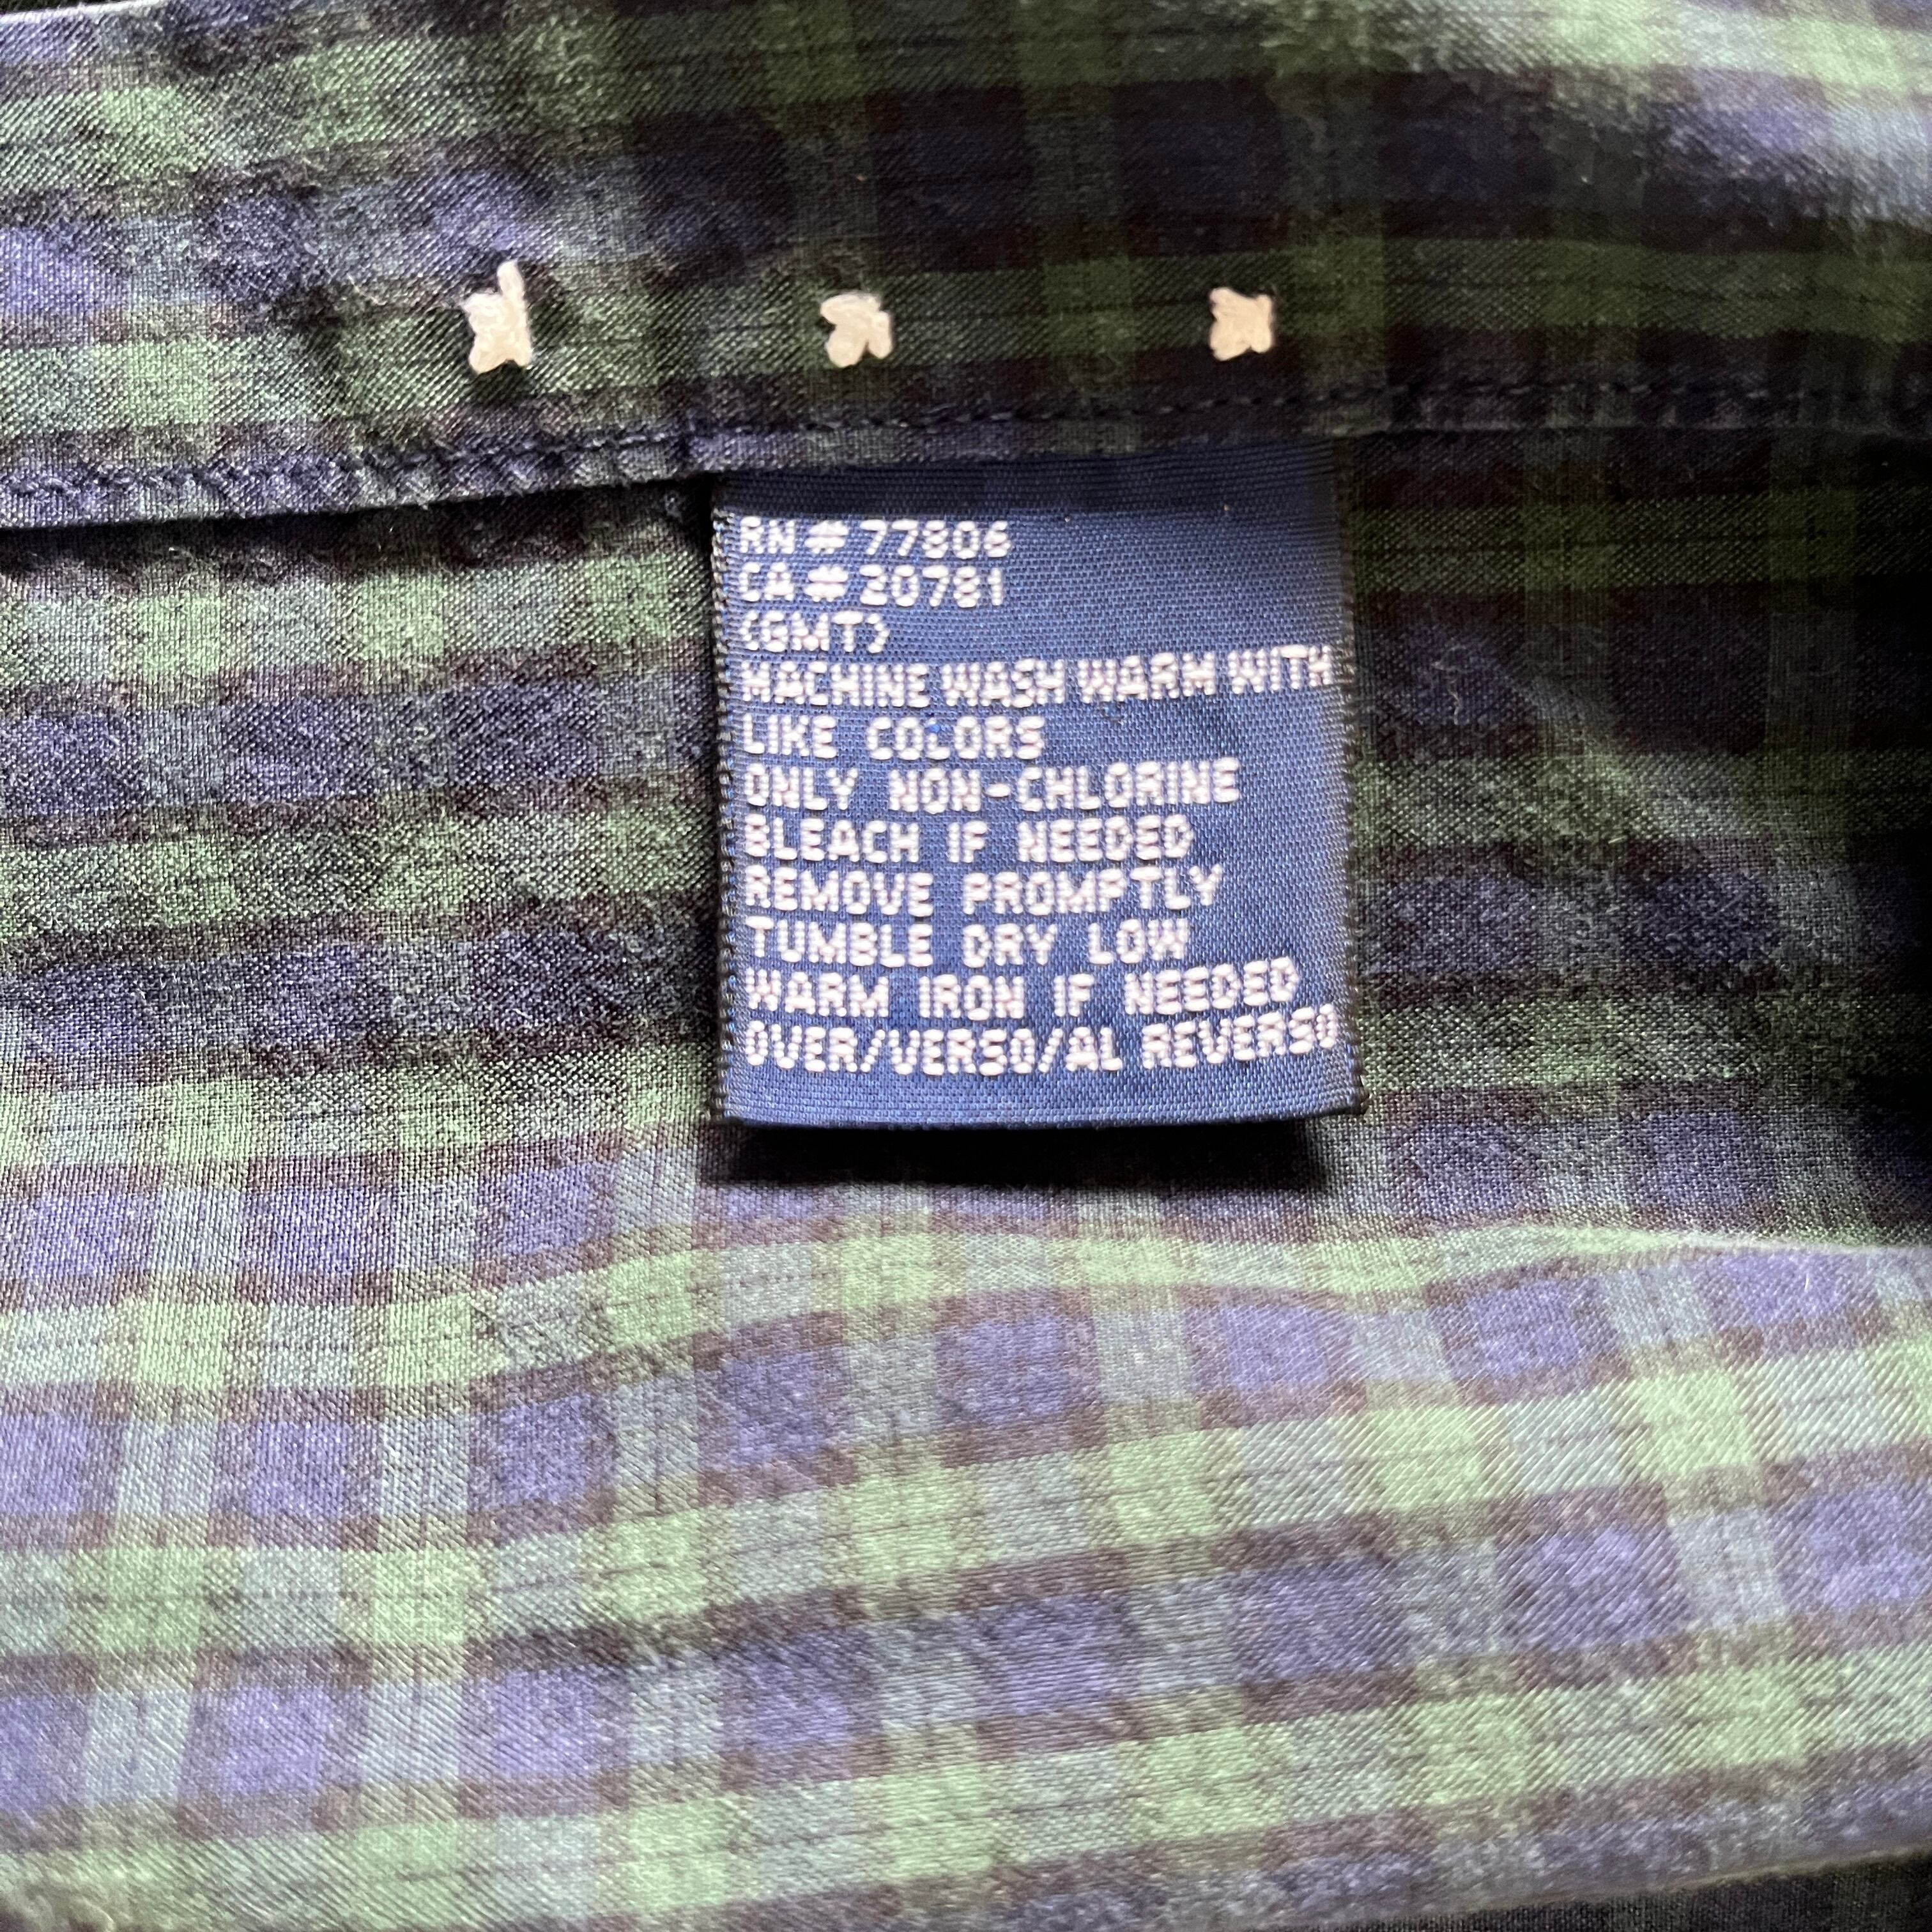 RN # 77806
CA # 20781
(GMT)
MACHINE WASH WARM WITH
LIKE COLORS
ONLY NON-CHLORINE
BLEACH IF NEEDED
REMOVE PROMPTLY
TUMBLE DRY LOW
WARM IRON IF NEEDED
OVER/VERSO/AL REVERSO